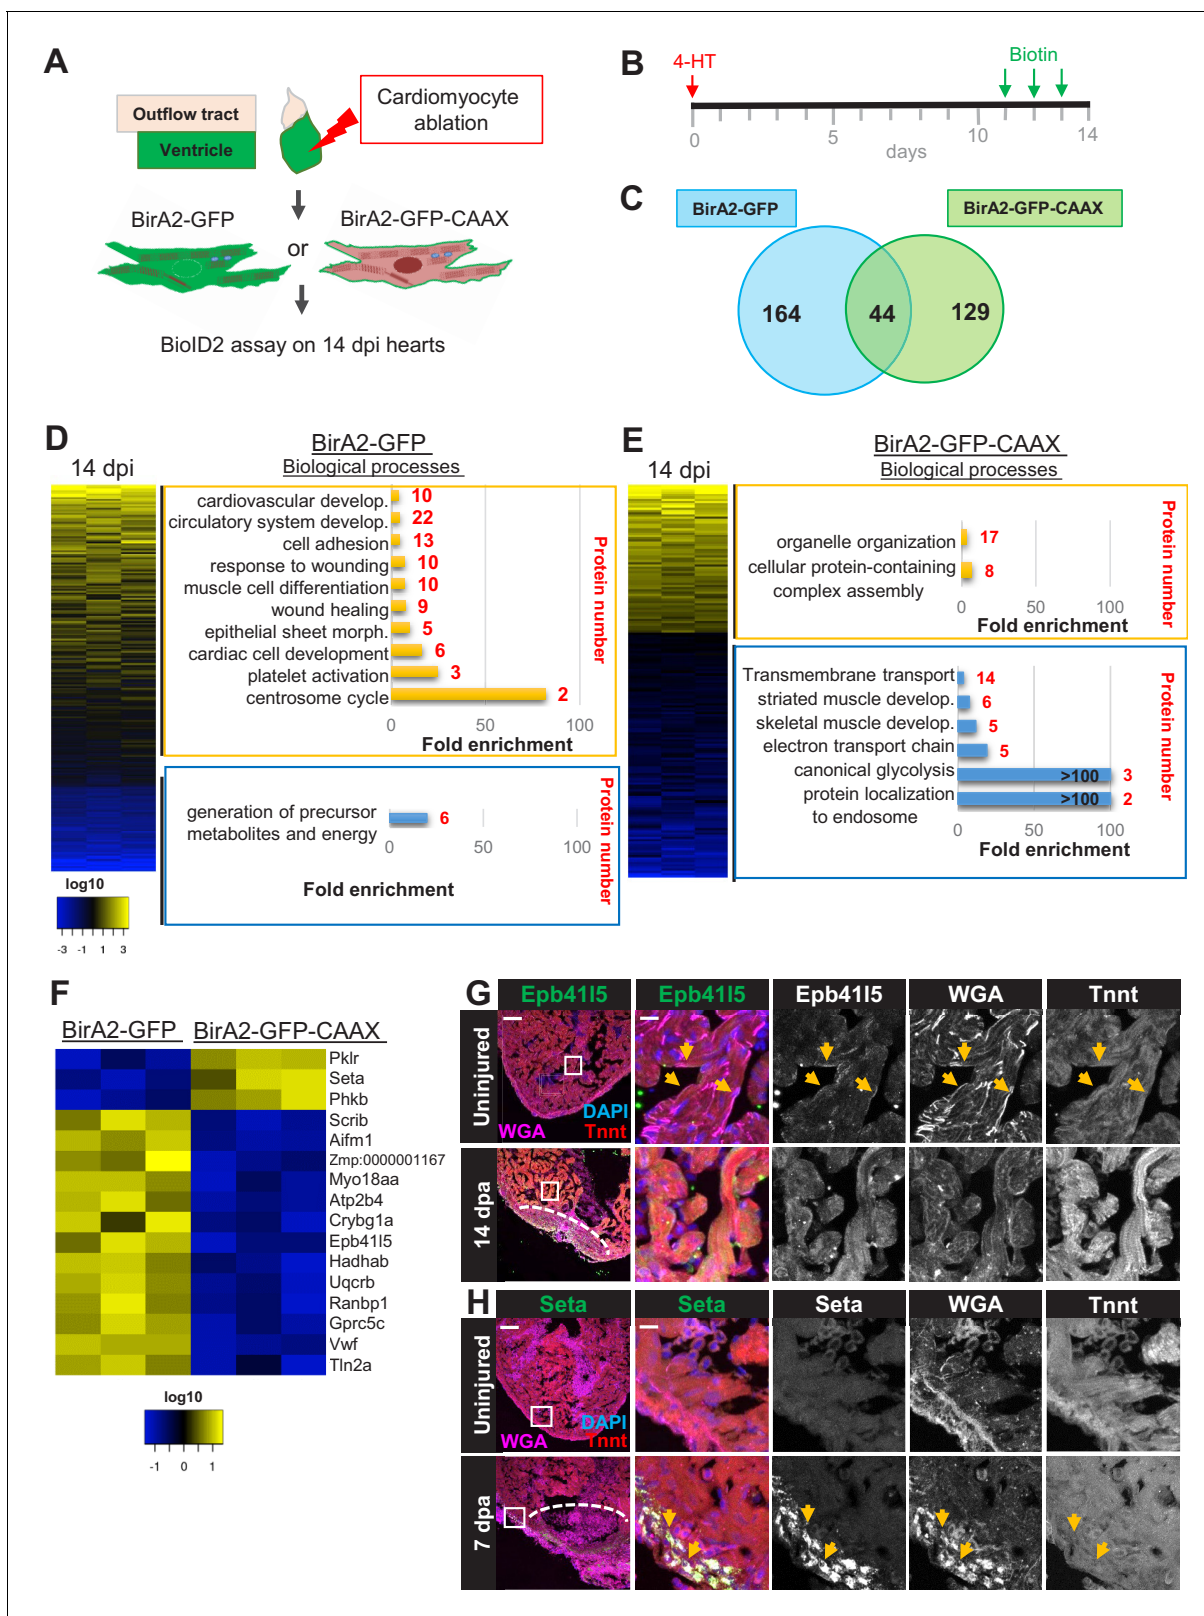 A
Outflow tract
Ventricle
Cardiomyocyte
ablation
BirA2-GFP
or
BirA2-GFP-CAAX
BioID2 assay on 14 dpi hearts
B
4-HT
Biotin
0
5
10
14
days
C
BirA2-GFP
BirA2-GFP-CAAX
164
44
129
D
14 dpi
BirA2-GFP
Biological processes
cardiovascular develop.
10
circulatory system develop.
22
cell adhesion
13
response to wounding
10
muscle cell differentiation
10
wound healing
9
epithelial sheet morph.
5
cardiac cell development
6
platelet activation
3
centrosome cycle
2
0
50
100
Fold enrichment
Protein number
generation of precursor
metabolites and energy
6
0
50
100
Fold enrichment
Protein number
log10
-3 -1 1 3
E
14 dpi
BirA2-GFP-CAAX
Biological processes
organelle organization
17
cellular protein-containing
complex assembly
8
0
50
100
Fold enrichment
Protein number
Transmembrane transport
14
striated muscle develop.
6
skeletal muscle develop.
5
electron transport chain
5
canonical glycolysis
>100
3
protein localization
to endosome
>100
2
0
50
100
Fold enrichment
Protein number
F
BirA2-GFP
BirA2-GFP-CAAX
Pklr
Seta
Phkb
Scrib
Aifm1
Zmp:0000001167
Myo18aa
Atp2b4
Crybg1a
Epb41l5
Hadhab
Uqcrb
Ranbp1
Gprc5c
Vwf
Tln2a
log10
-1 0 1
G
Epb41l5
Epb41l5
Epb41l5
WGA
Tnnt
Uninjured
DAPI
WGA
Tnnt
14 dpa
H
Seta
Seta
Seta
WGA
Tnnt
Uninjured
DAPI
WGA
Tnnt
7 dpa